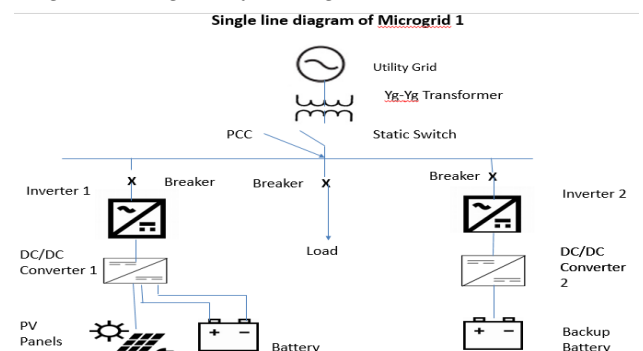 Single line diagram of Microgrid 1
Utility Grid
Yg-Yg Transformer
PCC
Static Switch
X
Breaker
Breaker
X
Breaker
X
Inverter 1
Inverter 2
Load
DC/DC
Converter 1
DC/DC
Converter
2
PV
Panels
+ −
Battery
+ −
Backup
Battery